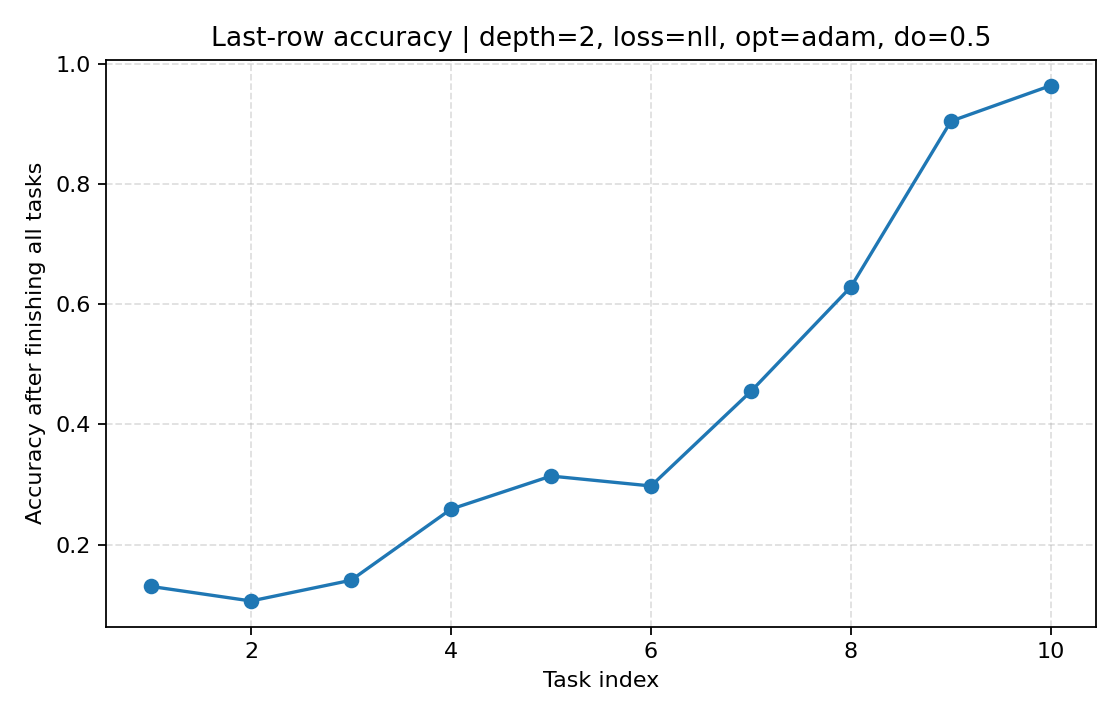 Last-row accuracy | depth=2, loss=nll, opt=adam, do=0.5
Accuracy after finishing all tasks
1.0
0.8
0.6
0.4
0.2
2 4 6 8 10
Task index